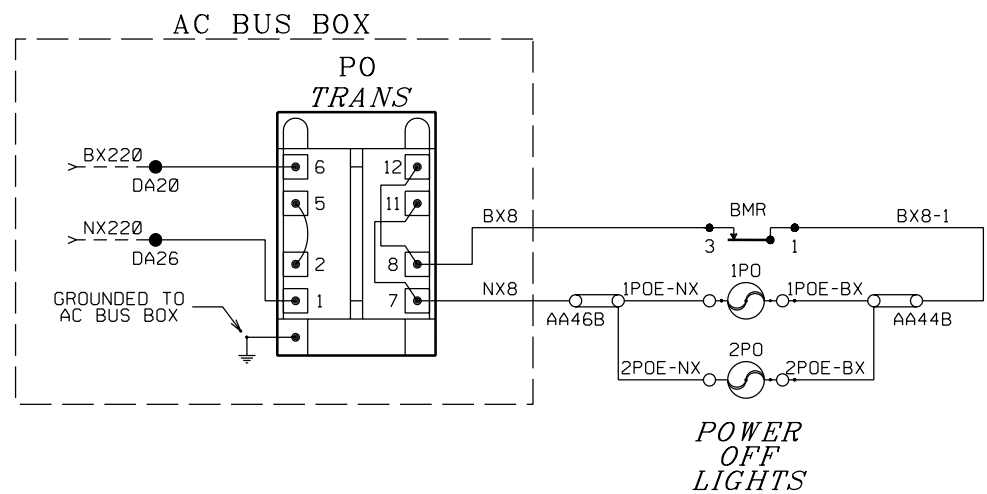 AC BUS BOX
PO
TRANS
BX220
DA20
6
12
5
11
NX220
DA26
2
8
1
7
GROUNDED TO
AC BUS BOX
BX8
BMR
3
1
BX8-1
NX8
AA46B
1POE-NX
1PO
1POE-BX
AA44B
2POE-NX
2PO
2POE-BX
POWER
OFF
LIGHTS